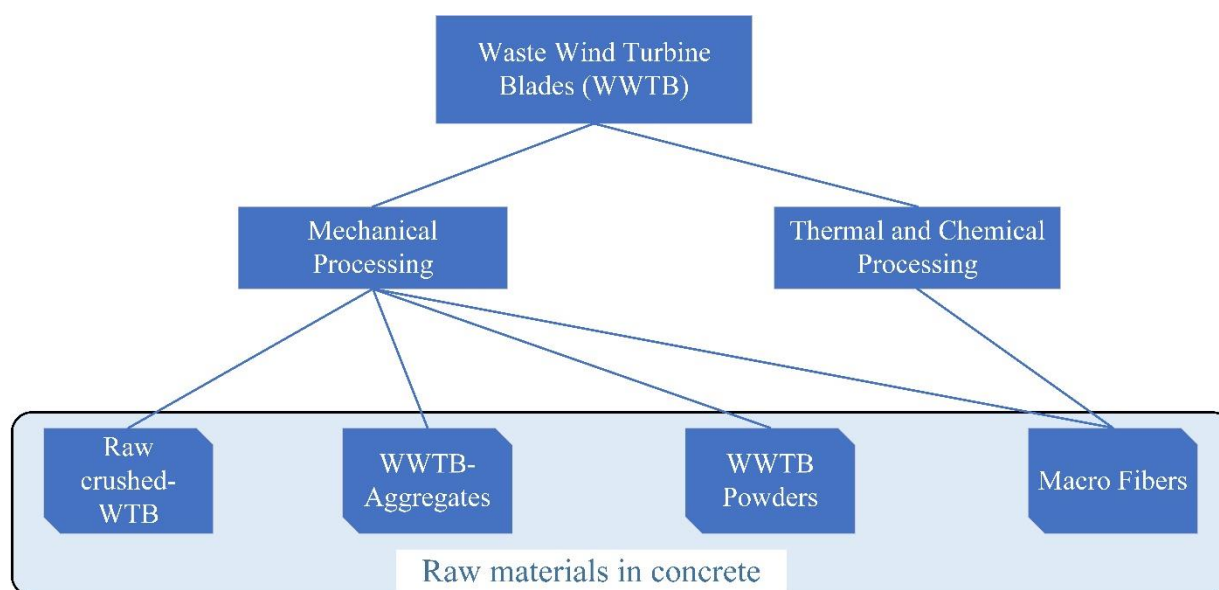 Waste Wind Turbine
Blades (WWTB)
Mechanical
Processing
Thermal and Chemical
Processing
Raw
crushed-
WTB
WWTB-
Aggregates
WWTB
Powders
Macro Fibers
Raw materials in concrete